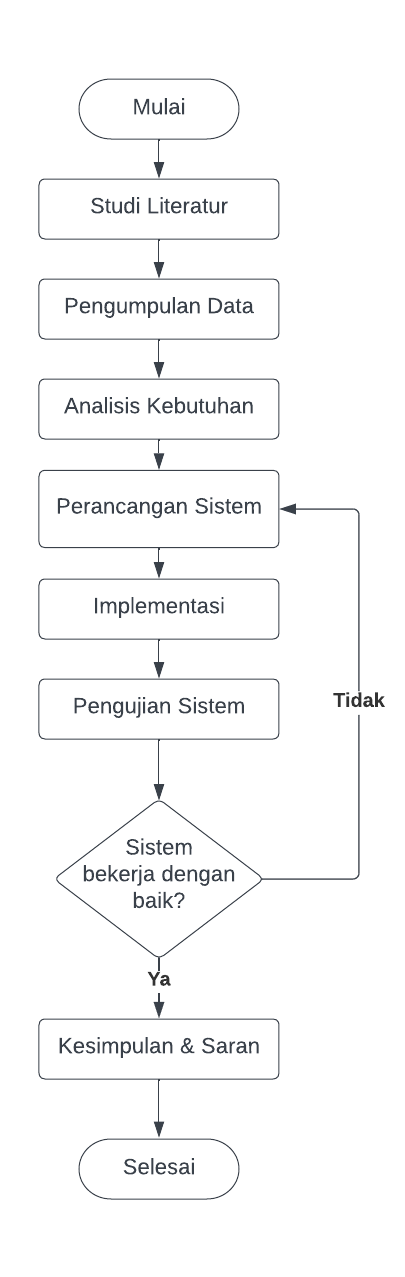 Mulai
Studi Literatur
Pengumpulan Data
Analisis Kebutuhan
Perancangan Sistem
Implementasi
Pengujian Sistem
Tidak
Sistem
bekerja dengan
baik?
Ya
Kesimpulan & Saran
Selesai